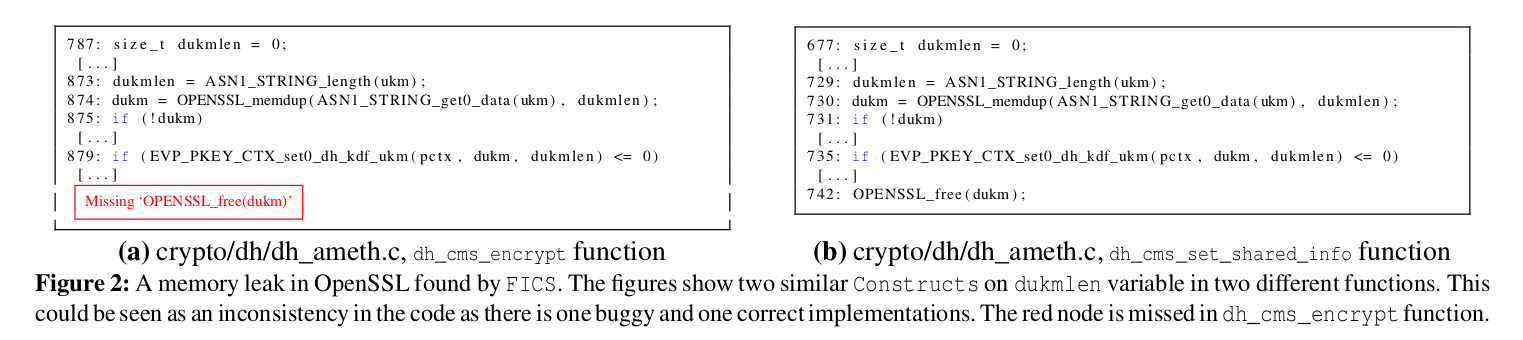 787: size_t dukmlen = 0;
[...]
873: dukmlen = ASN1_STRING_length(ukm);
874: dukm = OPENSSL_memdup(ASN1_STRING_get0_data(ukm), dukmlen);
875: if (!dukm)
[...]
879: if (EVP_PKEY_CTX_set0_dh_kdf_ukm(pctx, dukm, dukmlen) <= 0)
[...]
Missing ‘OPENSSL_free(dukm)’
(a) crypto/dh/dh_ameth.c, dh_cms_encrypt function
677: size_t dukmlen = 0;
[...]
729: dukmlen = ASN1_STRING_length(ukm);
730: dukm = OPENSSL_memdup(ASN1_STRING_get0_data(ukm), dukmlen);
731: if (!dukm)
[...]
735: if (EVP_PKEY_CTX_set0_dh_kdf_ukm(pctx, dukm, dukmlen) <= 0)
[...]
742: OPENSSL_free(dukm);
(b) crypto/dh/dh_ameth.c, dh_cms_set_shared_info function
Figure 2: A memory leak in OpenSSL found by FICS. The figures show two similar Constructs on dukmlen variable in two different functions. This
could be seen as an inconsistency in the code as there is one buggy and one correct implementations. The red node is missed in dh_cms_encrypt function.